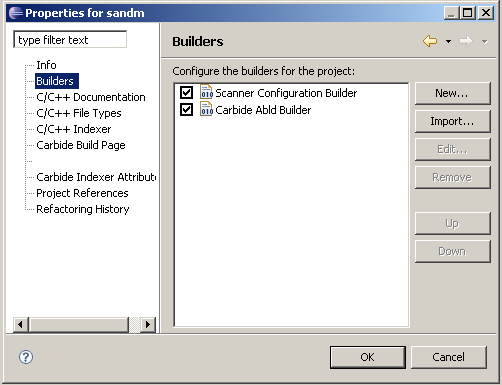 Properties for sandm
type filter text
Info
Builders
C/C++ Documentation
C/C++ File Types
C/C++ Indexer
Carbide Build Page
Carbide Indexer Attribut
Project References
Refactoring History
Builders
Configure the builders for the project:
Scanner Configuration Builder
Carbide Abld Builder
New...
Import...
Edit...
Remove
Up
Down
?
OK
Cancel